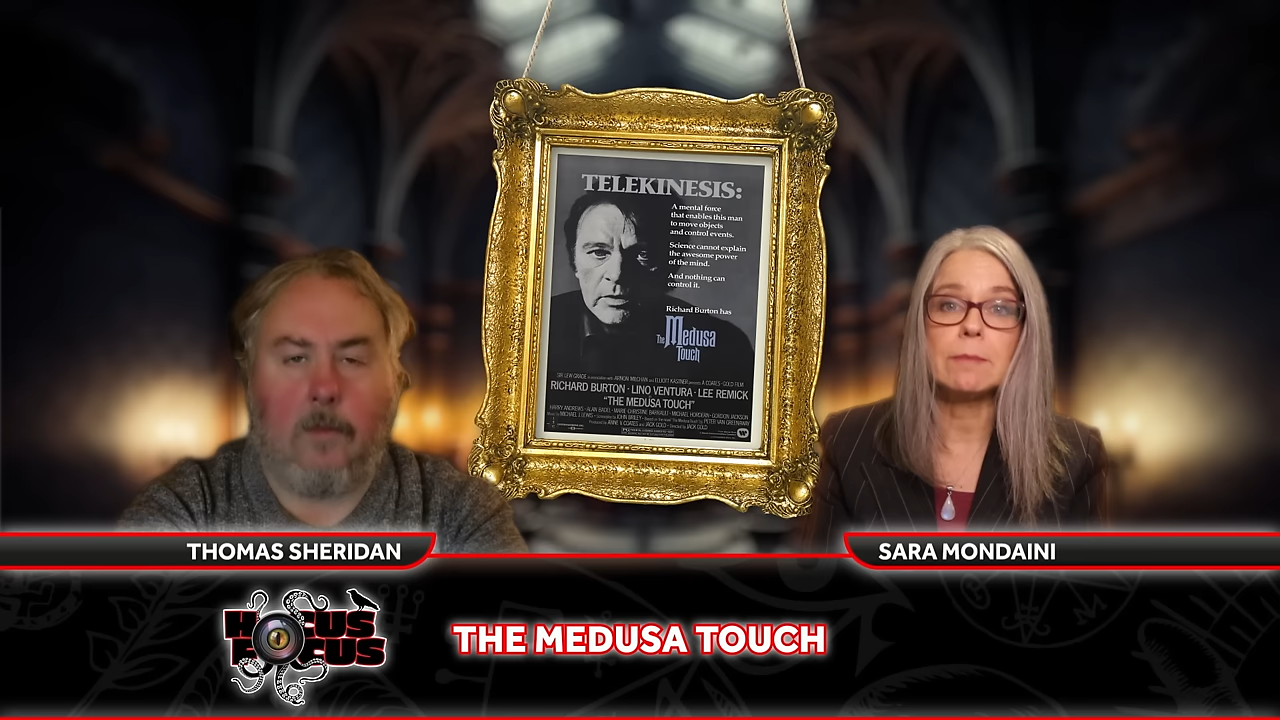 TELEKINESIS:
A mental force
that enables this man
to move objects
and control events.
Science cannot explain
the awesome power
of the mind.
And nothing can
control it.
Richard Burton has
The Medusa
Touch
RICHARD BURTON · LINO VENTURA · LEE REMICK
"THE MEDUSA TOUCH"
THOMAS SHERIDAN
SARA MONDAINI
HOCUS
FOCUS
THE MEDUSA TOUCH